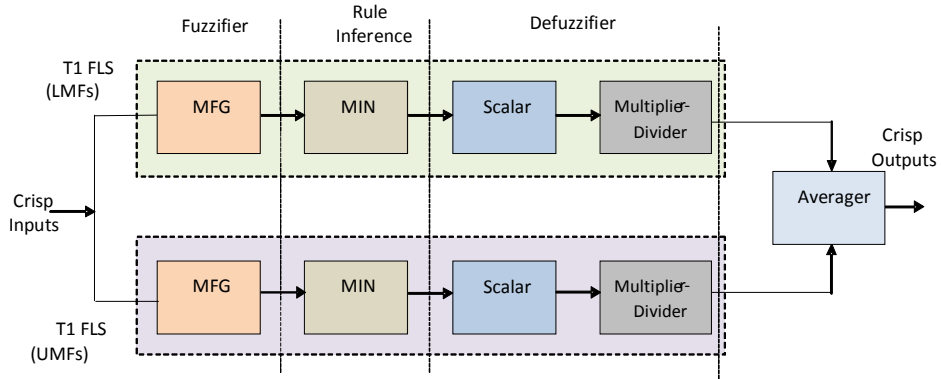 Fuzzifier
Rule
Inference
Defuzzifier
T1 FLS
(LMFs)
MFG
MIN
Scalar
Multiplier-
Divider
Crisp
Inputs
Averager
Crisp
Outputs
MFG
MIN
Scalar
Multiplier-
Divider
T1 FLS
(UMFs)